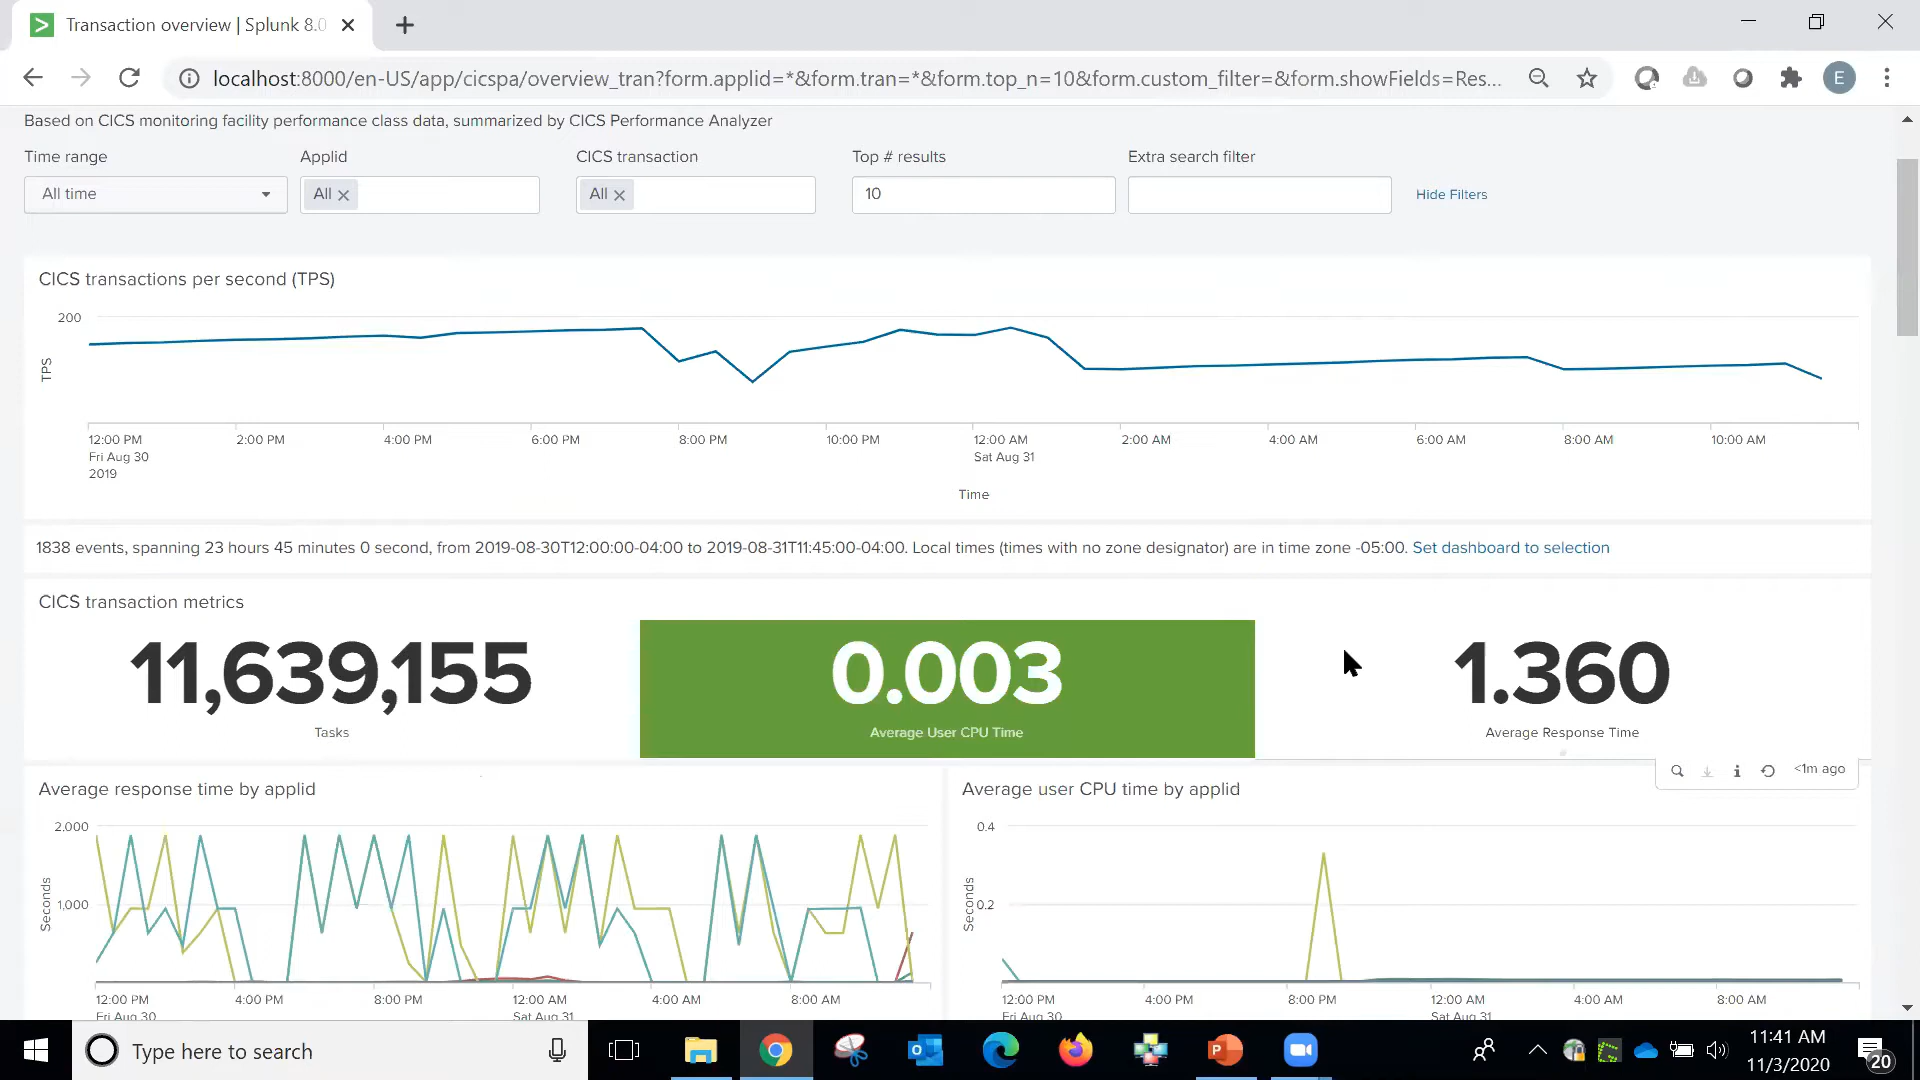 Transaction overview | Splunk 8.0
localhost:8000/en-US/app/cicspa/overview_tran?form.applid=*&form.tran=*&form.top_n=10&form.custom_filter=&form.showFields=Res...
E
Based on CICS monitoring facility performance class data, summarized by CICS Performance Analyzer
Time range Applid CICS transaction Top # results Extra search filter
All time All All 10 Hide Filters
CICS transactions per second (TPS)
200
TPS
12:00 PM 2:00 PM 4:00 PM 6:00 PM 8:00 PM 10:00 PM 12:00 AM 2:00 AM 4:00 AM 6:00 AM 8:00 AM 10:00 AM
Fri Aug 30 Sat Aug 31
2019
Time
1838 events, spanning 23 hours 45 minutes 0 second, from 2019-08-30T12:00:00-04:00 to 2019-08-31T11:45:00-04:00. Local times (times with no zone designator) are in time zone -05:00. Set dashboard to selection
CICS transaction metrics
11,639,155 0.003 1.360
Tasks Average User CPU Time Average Response Time
<1m ago
Average response time by applid
2,000
1,000
Seconds
12:00 PM 4:00 PM 8:00 PM 12:00 AM 4:00 AM 8:00 AM
Fri Aug 30 Sat Aug 31
Average user CPU time by applid
0.4
0.2
Seconds
12:00 PM 4:00 PM 8:00 PM 12:00 AM 4:00 AM 8:00 AM
Fri Aug 30 Sat Aug 31
Type here to search
11:41 AM
11/3/2020
20